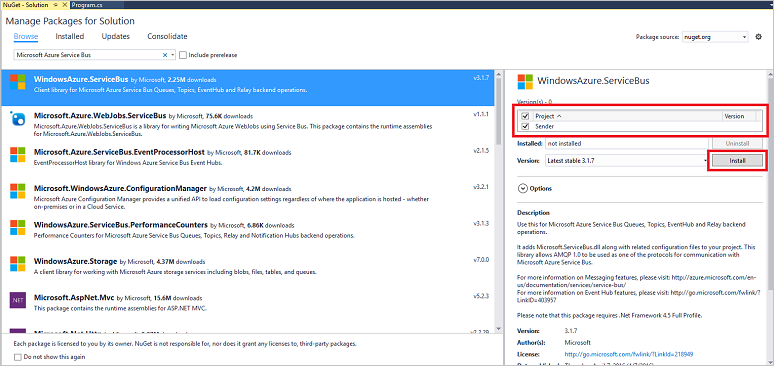 NuGet - Solution
Program.cs
Manage Packages for Solution
Browse Installed Updates Consolidate
Package source: nuget.org
Microsoft Azure Service Bus
Include prerelease
WindowsAzure.ServiceBus by Microsoft, 2.25M downloads v3.1.7
Client library for Microsoft Azure Service Bus Queues, Topics, EventHub and Relay backend operations.
Microsoft.Azure.WebJobs.ServiceBus by Microsoft, 75.6K downloads v1.1.1
Microsoft.Azure.WebJobs.ServiceBus is a library for writing Microsoft Azure WebJobs using Service Bus. This package contains the runtime assemblies
for Microsoft.Azure.WebJobs.ServiceBus.
Microsoft.Azure.ServiceBus.EventProcessorHost by Microsoft, 81.7K downloads v2.1.5
EventProcessorHost library for Windows Azure Service Bus Event Hubs.
Microsoft.WindowsAzure.ConfigurationManager by Microsoft, 4.2M downloads v3.2.1
Microsoft Azure Configuration Manager provides a unified API to load configuration settings regardless of where the application is hosted - whether
on-premises or in a Cloud Service.
WindowsAzure.ServiceBus.PerformanceCounters by Microsoft, 6.86K downloads v3.1.3
Performance Counters for Microsoft Azure Service Bus Queues, Topics, Relay and Notification Hubs backend operations.
WindowsAzure.Storage by Microsoft, 4.37M downloads v7.0.0
A client library for working with Microsoft Azure storage services including blobs, files, tables, and queues.
Microsoft.AspNet.Mvc by Microsoft, 15.6M downloads v5.2.3
This package contains the runtime assemblies for ASP.NET MVC.
Each package is licensed to you by its owner. NuGet is not responsible for, nor does it grant any licenses to, third-party packages.
Do not show this again
WindowsAzure.ServiceBus
Version(s) - 0
Project Version
Sender
Installed: not installed Uninstall
Version: Latest stable 3.1.7 Install
Options
Description
Use this for Microsoft Azure Service Bus Queues, Topics, EventHub and Relay backend
operations.
It adds Microsoft.ServiceBus.dll along with related configuration files to your project. This
library allows AMQP 1.0 to be used as one of the protocols for communication with
Microsoft Azure Service Bus.
For more information on Messaging features, please visit: http://azure.microsoft.com/en-
us/documentation/services/service-bus/
For more information on Event Hub features, please visit: http://go.microsoft.com/fwlink/?
LinkID=403957
Please note that this package requires .Net Framework 4.5 Full Profile.
Version: 3.1.7
Author(s): Microsoft
License: http://go.microsoft.com/fwlink/?LinkId=218949